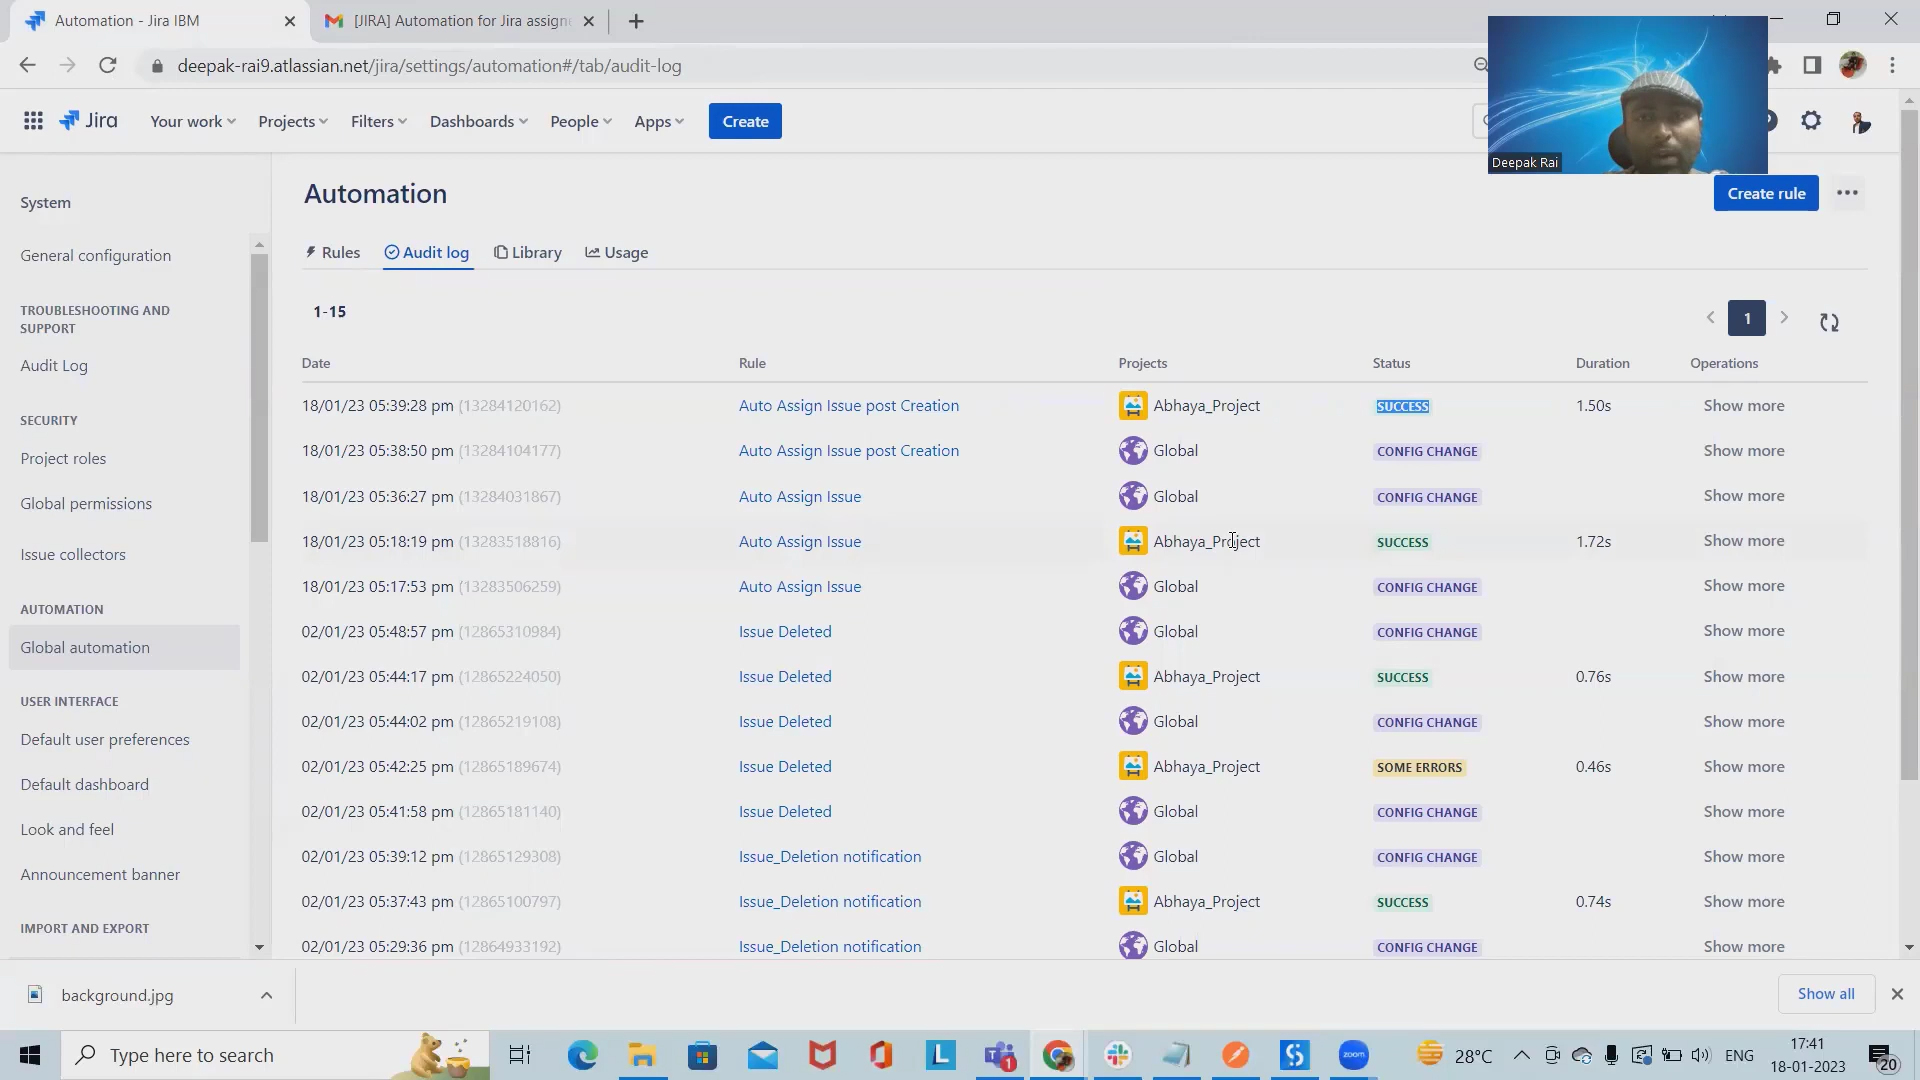 Automation - Jira IBM
[JIRA] Automation for Jira assign
deepak-rai9.atlassian.net/jira/settings/automation#/tab/audit-log
Jira
Your work
Projects
Filters
Dashboards
People
Apps
Create
Deepak Rai
System
General configuration
TROUBLESHOOTING AND
SUPPORT
Audit Log
SECURITY
Project roles
Global permissions
Issue collectors
AUTOMATION
Global automation
USER INTERFACE
Default user preferences
Default dashboard
Look and feel
Announcement banner
IMPORT AND EXPORT
Automation
Create rule
Rules Audit log Library Usage
1-15
1
Date Rule Projects Status Duration Operations
18/01/23 05:39:28 pm (13284120162) Auto Assign Issue post Creation Abhaya_Project SUCCESS 1.50s Show more
18/01/23 05:38:50 pm (13284104177) Auto Assign Issue post Creation Global CONFIG CHANGE Show more
18/01/23 05:36:27 pm (13284031867) Auto Assign Issue Global CONFIG CHANGE Show more
18/01/23 05:18:19 pm (13283518816) Auto Assign Issue Abhaya_Project SUCCESS 1.72s Show more
18/01/23 05:17:53 pm (13283506259) Auto Assign Issue Global CONFIG CHANGE Show more
02/01/23 05:48:57 pm (12865310984) Issue Deleted Global CONFIG CHANGE Show more
02/01/23 05:44:17 pm (12865224050) Issue Deleted Abhaya_Project SUCCESS 0.76s Show more
02/01/23 05:44:02 pm (12865219108) Issue Deleted Global CONFIG CHANGE Show more
02/01/23 05:42:25 pm (12865189674) Issue Deleted Abhaya_Project SOME ERRORS 0.46s Show more
02/01/23 05:41:58 pm (12865181140) Issue Deleted Global CONFIG CHANGE Show more
02/01/23 05:39:12 pm (12865129308) Issue_Deletion notification Global CONFIG CHANGE Show more
02/01/23 05:37:43 pm (12865100797) Issue_Deletion notification Abhaya_Project SUCCESS 0.74s Show more
02/01/23 05:29:36 pm (12864933192) Issue_Deletion notification Global CONFIG CHANGE Show more
background.jpg
Show all
Type here to search
L
1
zoom
28°C
ENG
17:41
18-01-2023
20